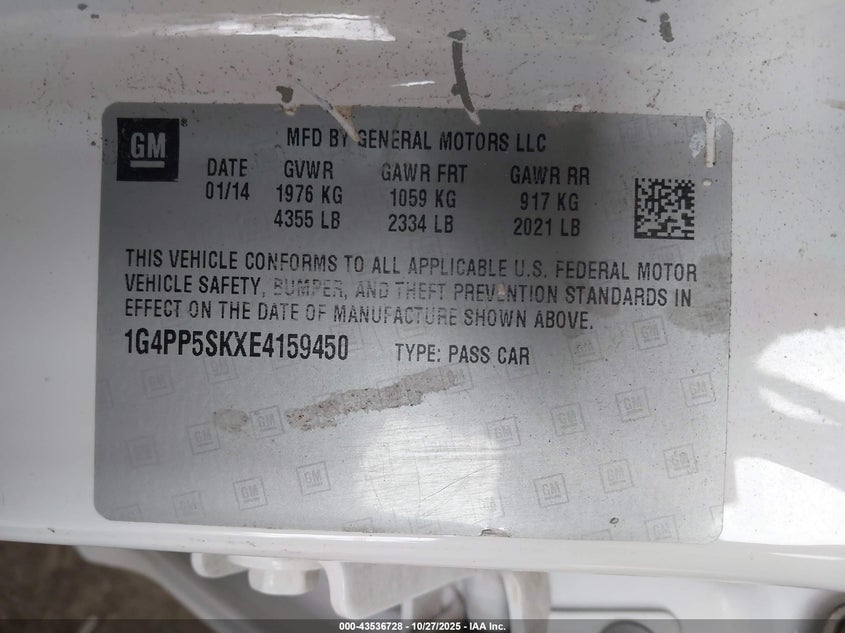 GM® MFD BY GENERAL MOTORS LLC
DATE GVWR GAWR FRT GAWR RR
01/14 1976 KG 1059 KG 917 KG
4355 LB 2334 LB 2021 LB
THIS VEHICLE CONFORMS TO ALL APPLICABLE U.S. FEDERAL MOTOR
VEHICLE SAFETY, BUMPER, AND THEFT PREVENTION STANDARDS IN
EFFECT ON THE DATE OF MANUFACTURE SHOWN ABOVE.
1G4PP5SKXE4159450 TYPE: PASS CAR
000-43536728 - 10/27/2025 - IAA Inc.